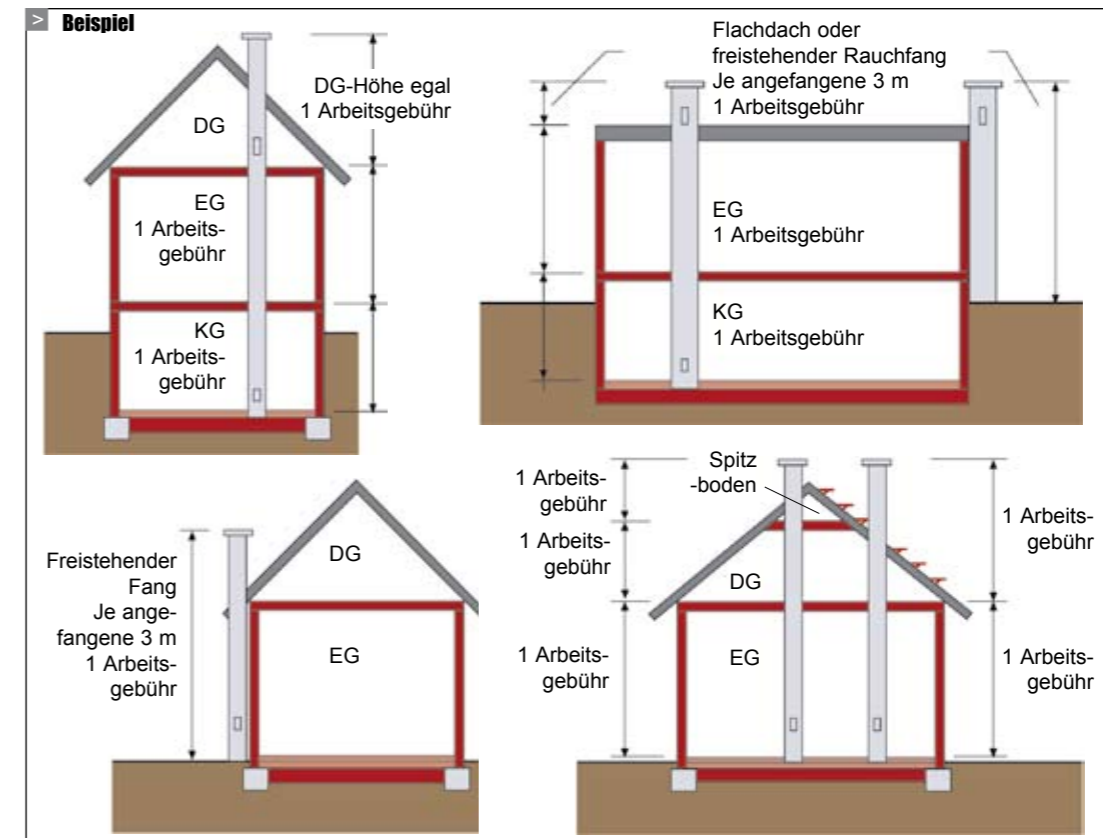 > Beispiel
DG-Höhe egal
1 Arbeitsgebühr
DG
EG
1 Arbeits-
gebühr
KG
1 Arbeits-
gebühr
Flachdach oder
freistehender Rauchfang
Je angefangene 3 m
1 Arbeitsgebühr
EG
1 Arbeitsgebühr
KG
1 Arbeitsgebühr
Freistehender
Fang
Je ange-
fangene 3 m
1 Arbeits-
gebühr
DG
EG
1 Arbeits-
gebühr
1 Arbeits-
gebühr
1 Arbeits-
gebühr
Spitz
-boden
DG
EG
1 Arbeits-
gebühr
1 Arbeits-
gebühr